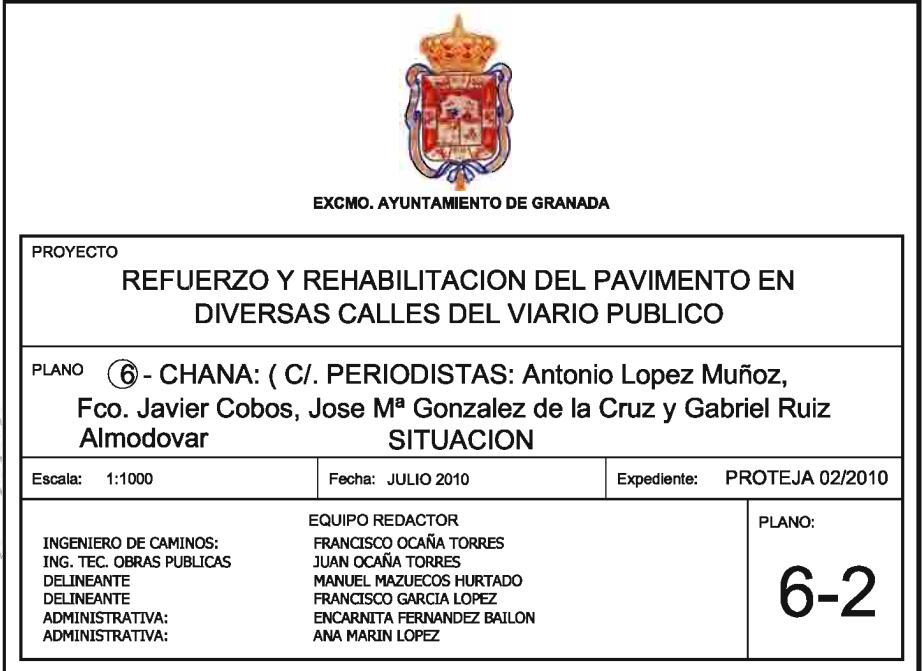 EXCMO. AYUNTAMIENTO DE GRANADA
PROYECTO
REFUERZO Y REHABILITACION DEL PAVIMENTO EN
DIVERSAS CALLES DEL VIARIO PUBLICO
PLANO 6 - CHANA: ( C/. PERIODISTAS: Antonio Lopez Muñoz,
Fco. Javier Cobos, Jose Mª Gonzalez de la Cruz y Gabriel Ruiz
Almodovar SITUACION
Escala: 1:1000 Fecha: JULIO 2010 Expediente: PROTEJA 02/2010
EQUIPO REDACTOR
INGENIERO DE CAMINOS: FRANCISCO OCAÑA TORRES
ING. TEC. OBRAS PUBLICAS JUAN OCAÑA TORRES
DELINEANTE MANUEL MAZUECOS HURTADO
DELINEANTE FRANCISCO GARCIA LOPEZ
ADMINISTRATIVA: ENCARNITA FERNANDEZ BAILON
ADMINISTRATIVA: ANA MARIN LOPEZ
PLANO:
6-2